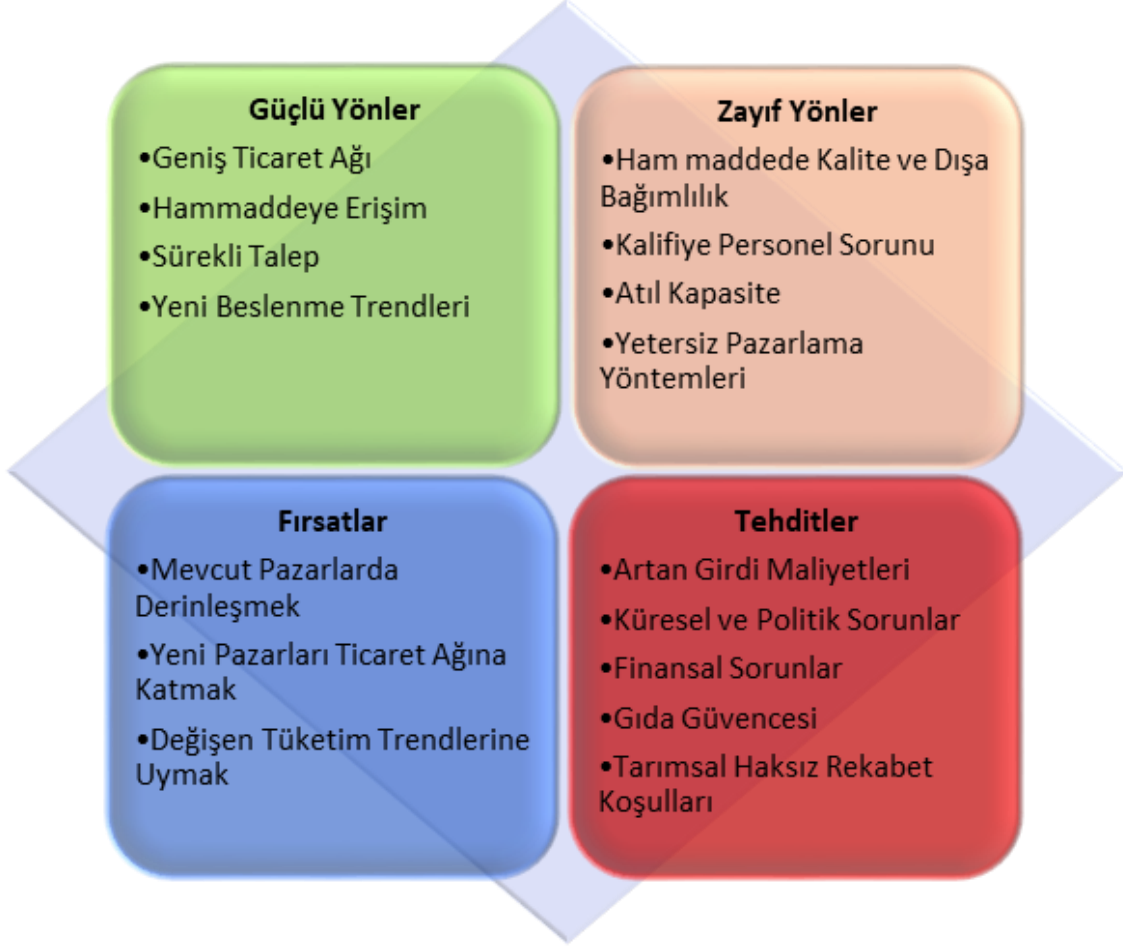 Güçlü Yönler
•Geniş Ticaret Ağı
•Hammaddeye Erişim
•Sürekli Talep
•Yeni Beslenme Trendleri
Zayıf Yönler
•Ham maddede Kalite ve Dışa
Bağımlılık
•Kalifiye Personel Sorunu
•Atıl Kapasite
•Yetersiz Pazarlama
Yöntemleri
Fırsatlar
•Mevcut Pazarlarda
Derinleşmek
•Yeni Pazarları Ticaret Ağına
Katmak
•Değişen Tüketim Trendlerine
Uymak
Tehditler
•Artan Girdi Maliyetleri
•Küresel ve Politik Sorunlar
•Finansal Sorunlar
•Gıda Güvencesi
•Tarımsal Haksız Rekabet
Koşulları